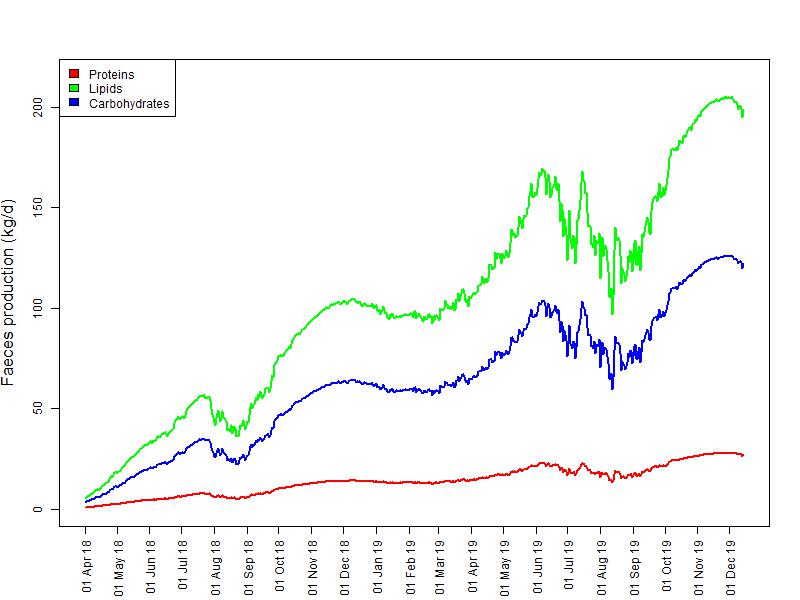 Proteins
Lipids
Carbohydrates
Faeces production (kg/d)
200
150
100
50
0
01 Apr 18
01 May 18
01 Jun 18
01 Jul 18
01 Aug 18
01 Sep 18
01 Oct 18
01 Nov 18
01 Dec 18
01 Jan 19
01 Feb 19
01 Mar 19
01 Apr 19
01 May 19
01 Jun 19
01 Jul 19
01 Aug 19
01 Sep 19
01 Oct 19
01 Nov 19
01 Dec 19